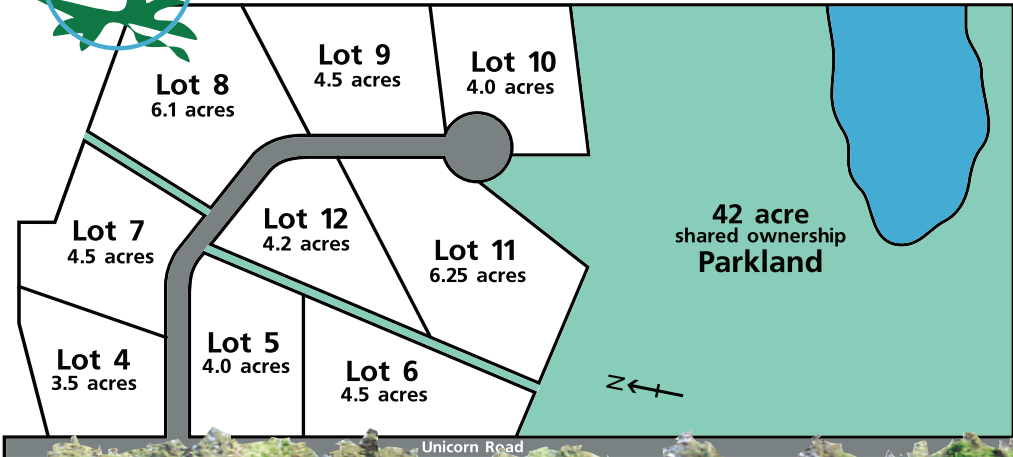 Lot 8
6.1 acres
Lot 9
4.5 acres
Lot 10
4.0 acres
Lot 7
4.5 acres
Lot 12
4.2 acres
Lot 11
6.25 acres
42 acre
shared ownership
Parkland
Lot 4
3.5 acres
Lot 5
4.0 acres
Lot 6
4.5 acres
N
Unicorn Road